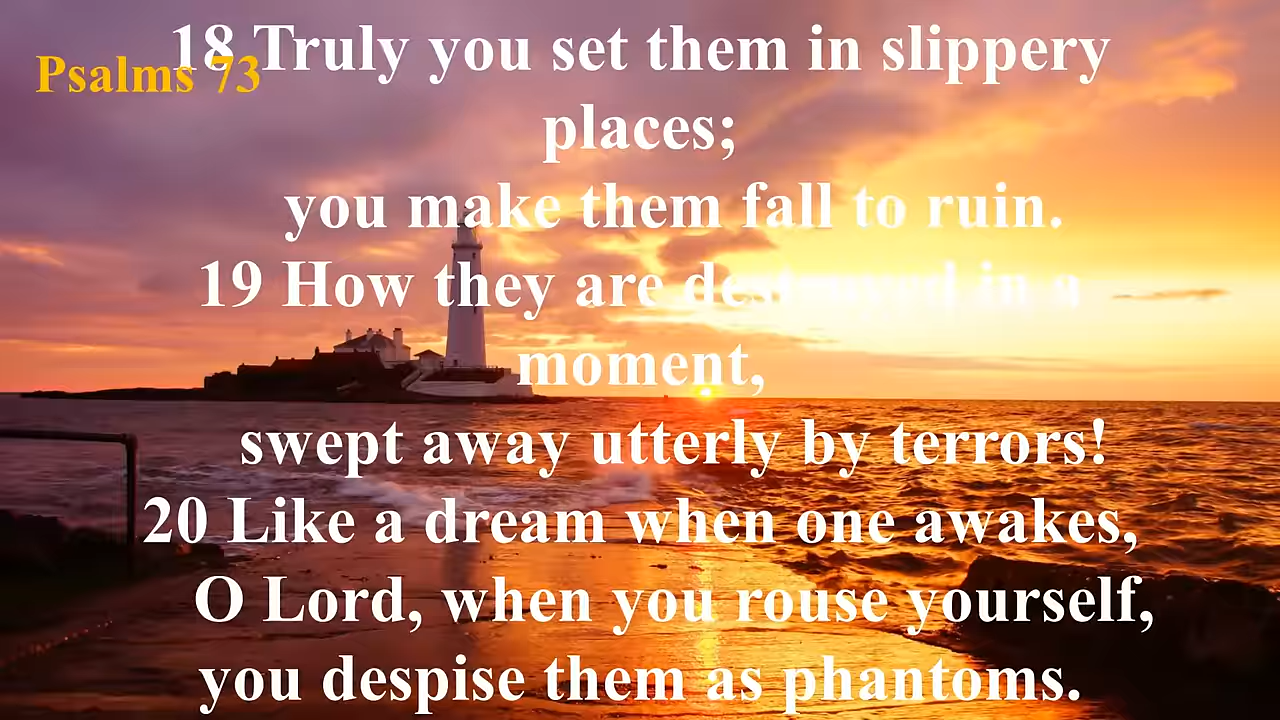 Psalms 73
18 Truly you set them in slippery
places;
you make them fall to ruin.
19 How they are destroyed in a
moment,
swept away utterly by terrors!
20 Like a dream when one awakes,
O Lord, when you rouse yourself,
you despise them as phantoms.